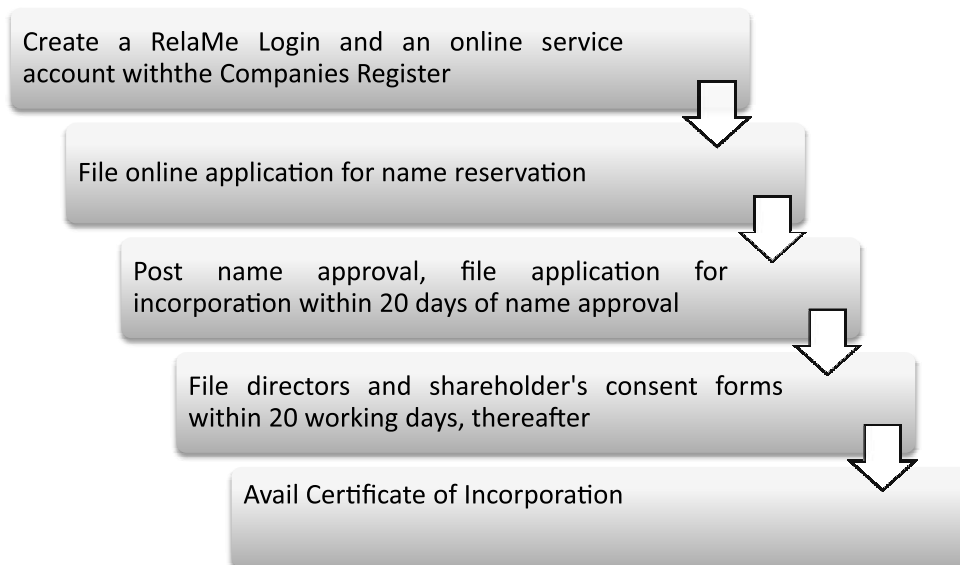 Create a RelaMe Login and an online service
account withthe Companies Register
File online application for name reservation
Post name approval, file application for
incorporation within 20 days of name approval
File directors and shareholder's consent forms
within 20 working days, thereafter
Avail Certificate of Incorporation